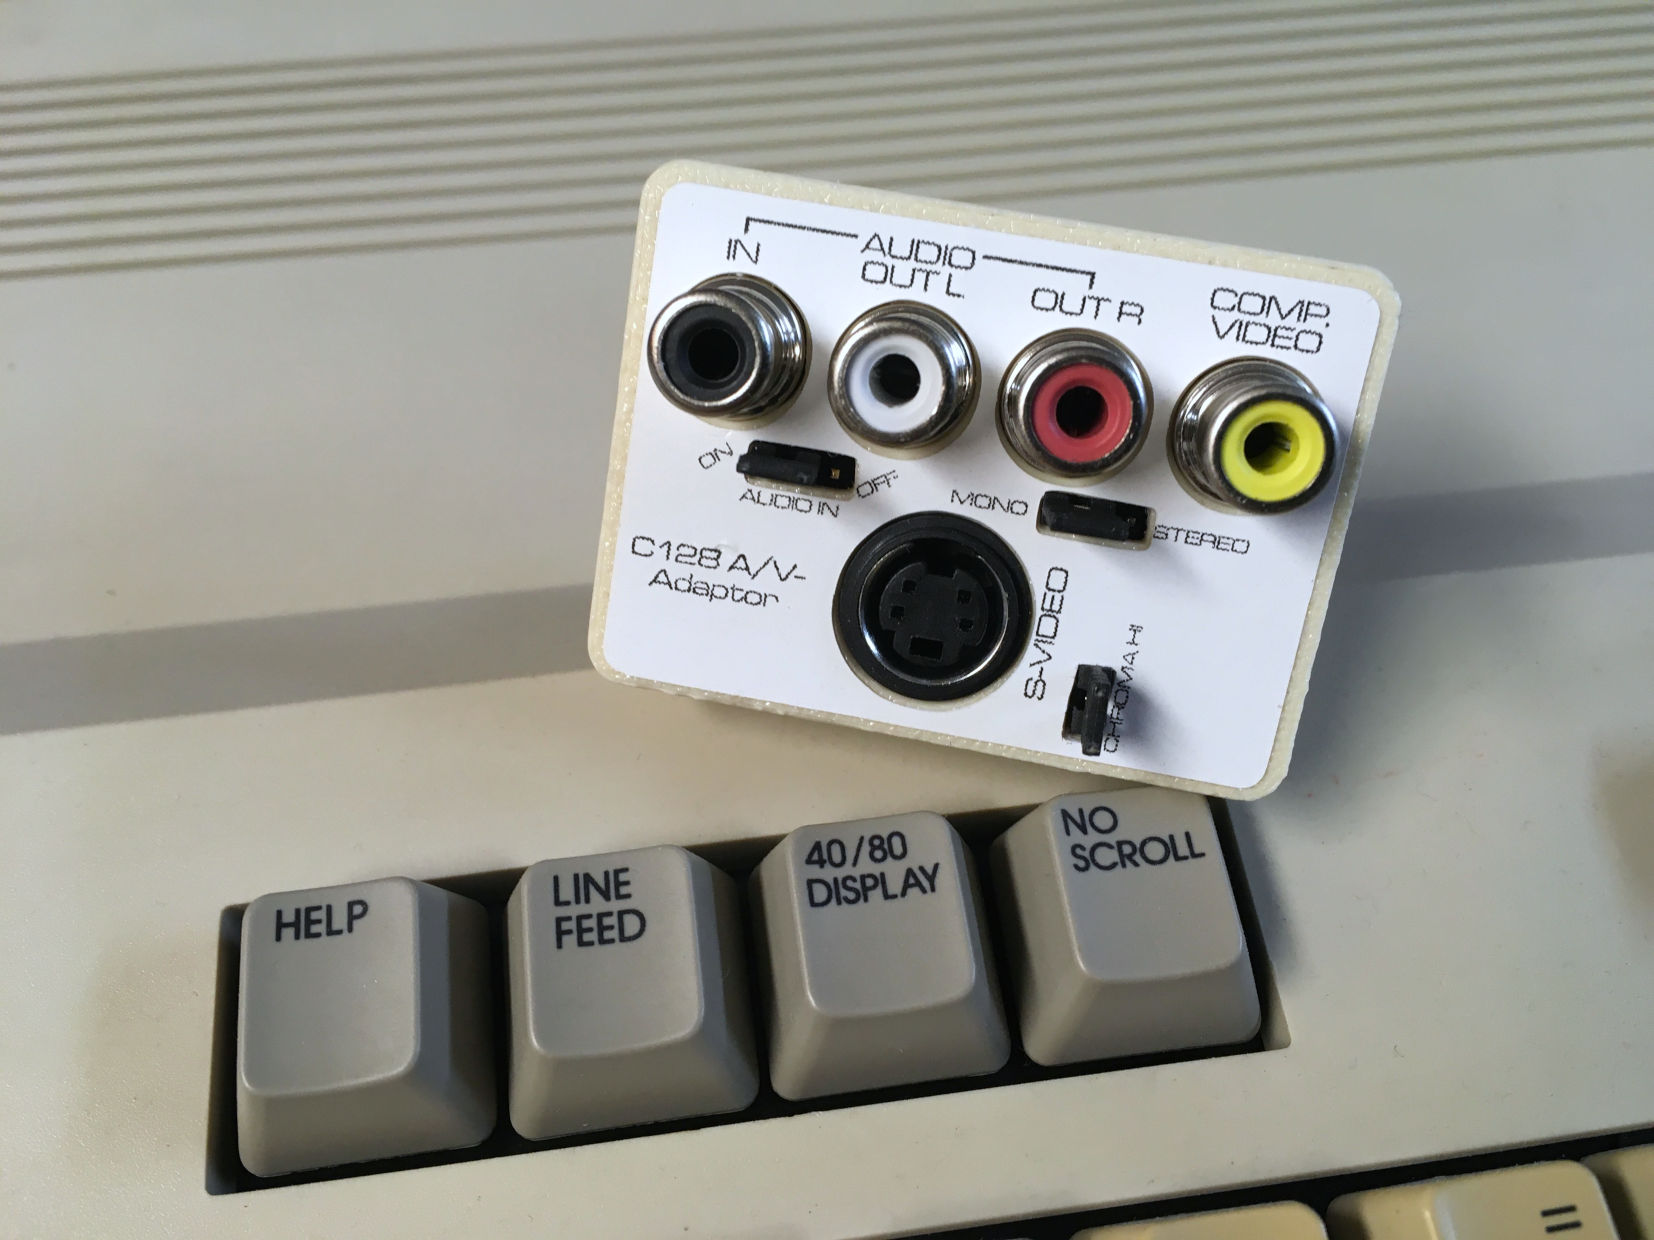 IN
AUDIO
OUT L
OUT R
COMP.
VIDEO
ON
OFF
AUDIO IN
MONO
STEREO
C128 A/V-
Adaptor
S-VIDEO
CHROMA HI
HELP
LINE
FEED
40/80
DISPLAY
NO
SCROLL
=